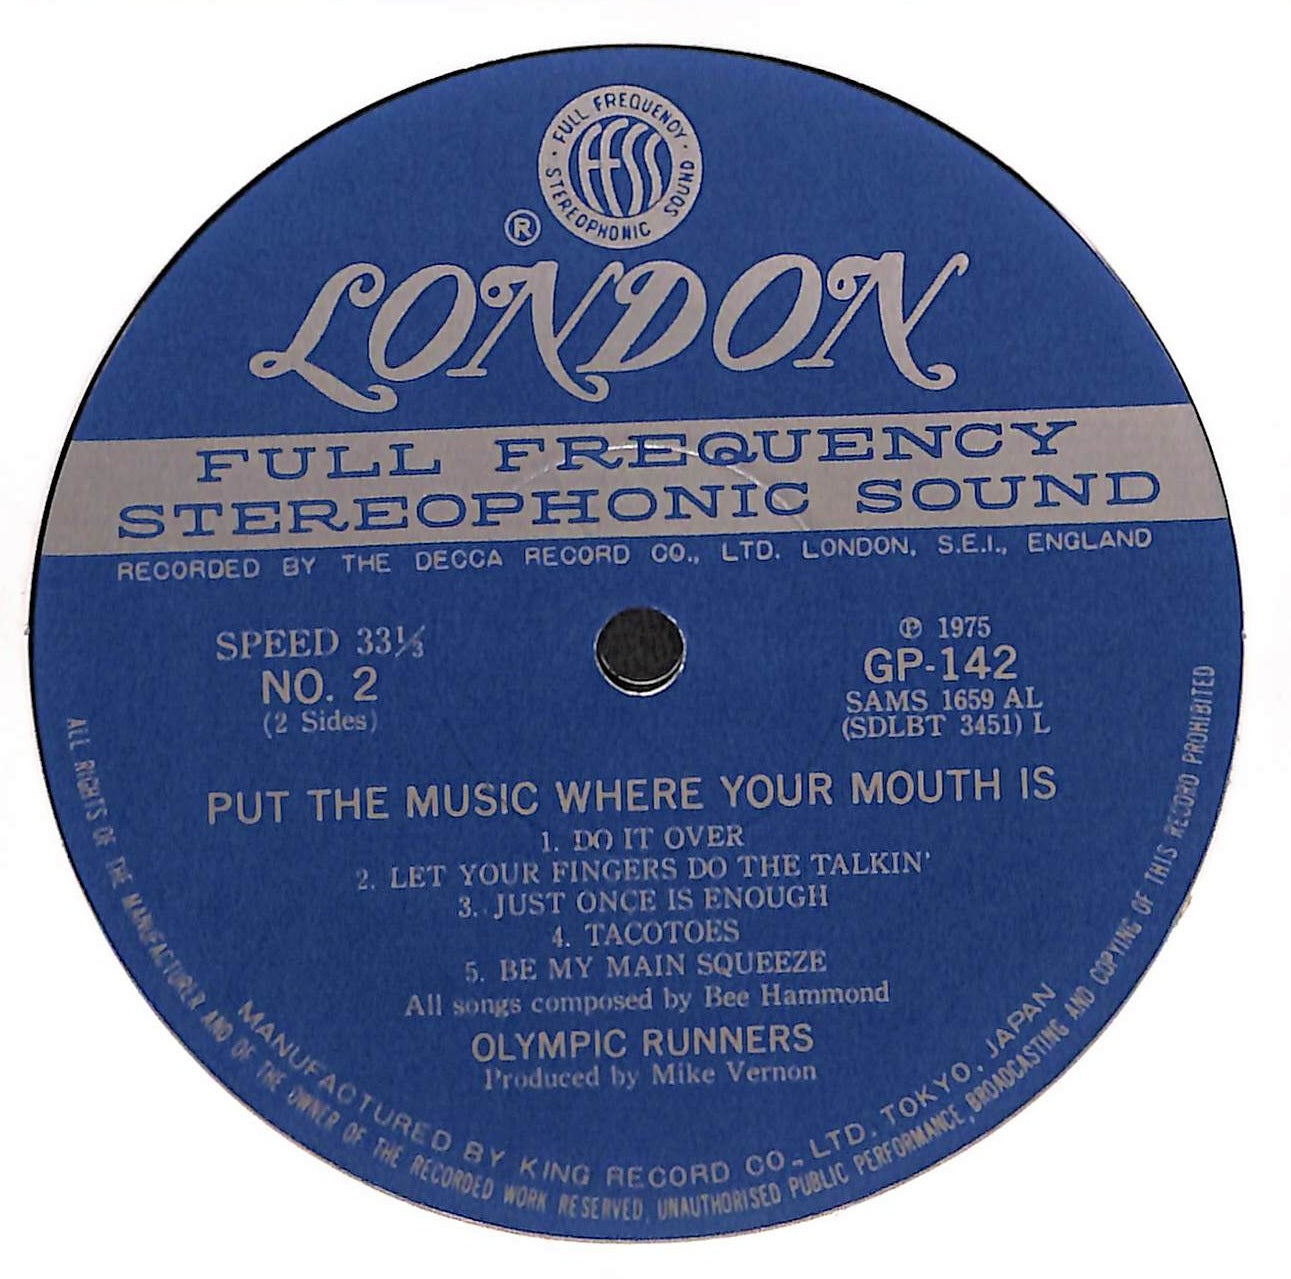 FULL FREQUENCY
FFSS
STEREOPHONIC SOUND
®
LONDON
FULL FREQUENCY
STEREOPHONIC SOUND
RECORDED BY THE DECCA RECORD CO., LTD. LONDON, S.E.I., ENGLAND
SPEED 33⅓
NO. 2
(2 Sides)
℗ 1975
GP-142
SAMS 1659 AL
(SDLBT 3451) L
PUT THE MUSIC WHERE YOUR MOUTH IS
1. DO IT OVER
2. LET YOUR FINGERS DO THE TALKIN'
3. JUST ONCE IS ENOUGH
4. TACOTOES
5. BE MY MAIN SQUEEZE
All songs composed by Bee Hammond
OLYMPIC RUNNERS
Produced by Mike Vernon
MANUFACTURED BY KING RECORD CO., LTD. TOKYO, JAPAN
ALL RIGHTS OF THE MANUFACTURER AND OF THE OWNER OF THE RECORDED WORK RESERVED. UNAUTHORISED PUBLIC PERFORMANCE, BROADCASTING AND COPYING OF THIS RECORD PROHIBITED